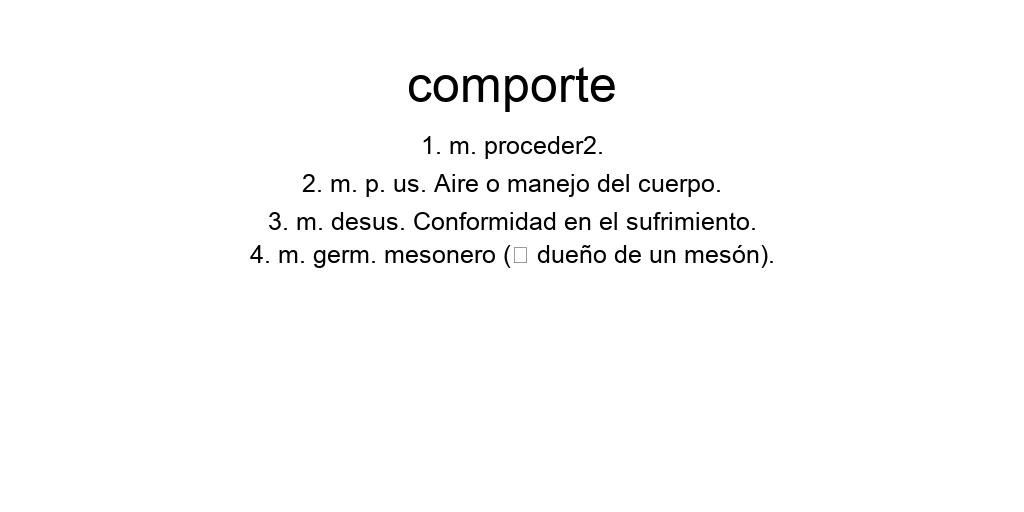 comporte
1. m. proceder2.
2. m. p. us. Aire o manejo del cuerpo.
3. m. desus. Conformidad en el sufrimiento.
4. m. germ. mesonero (□ dueño de un mesón).